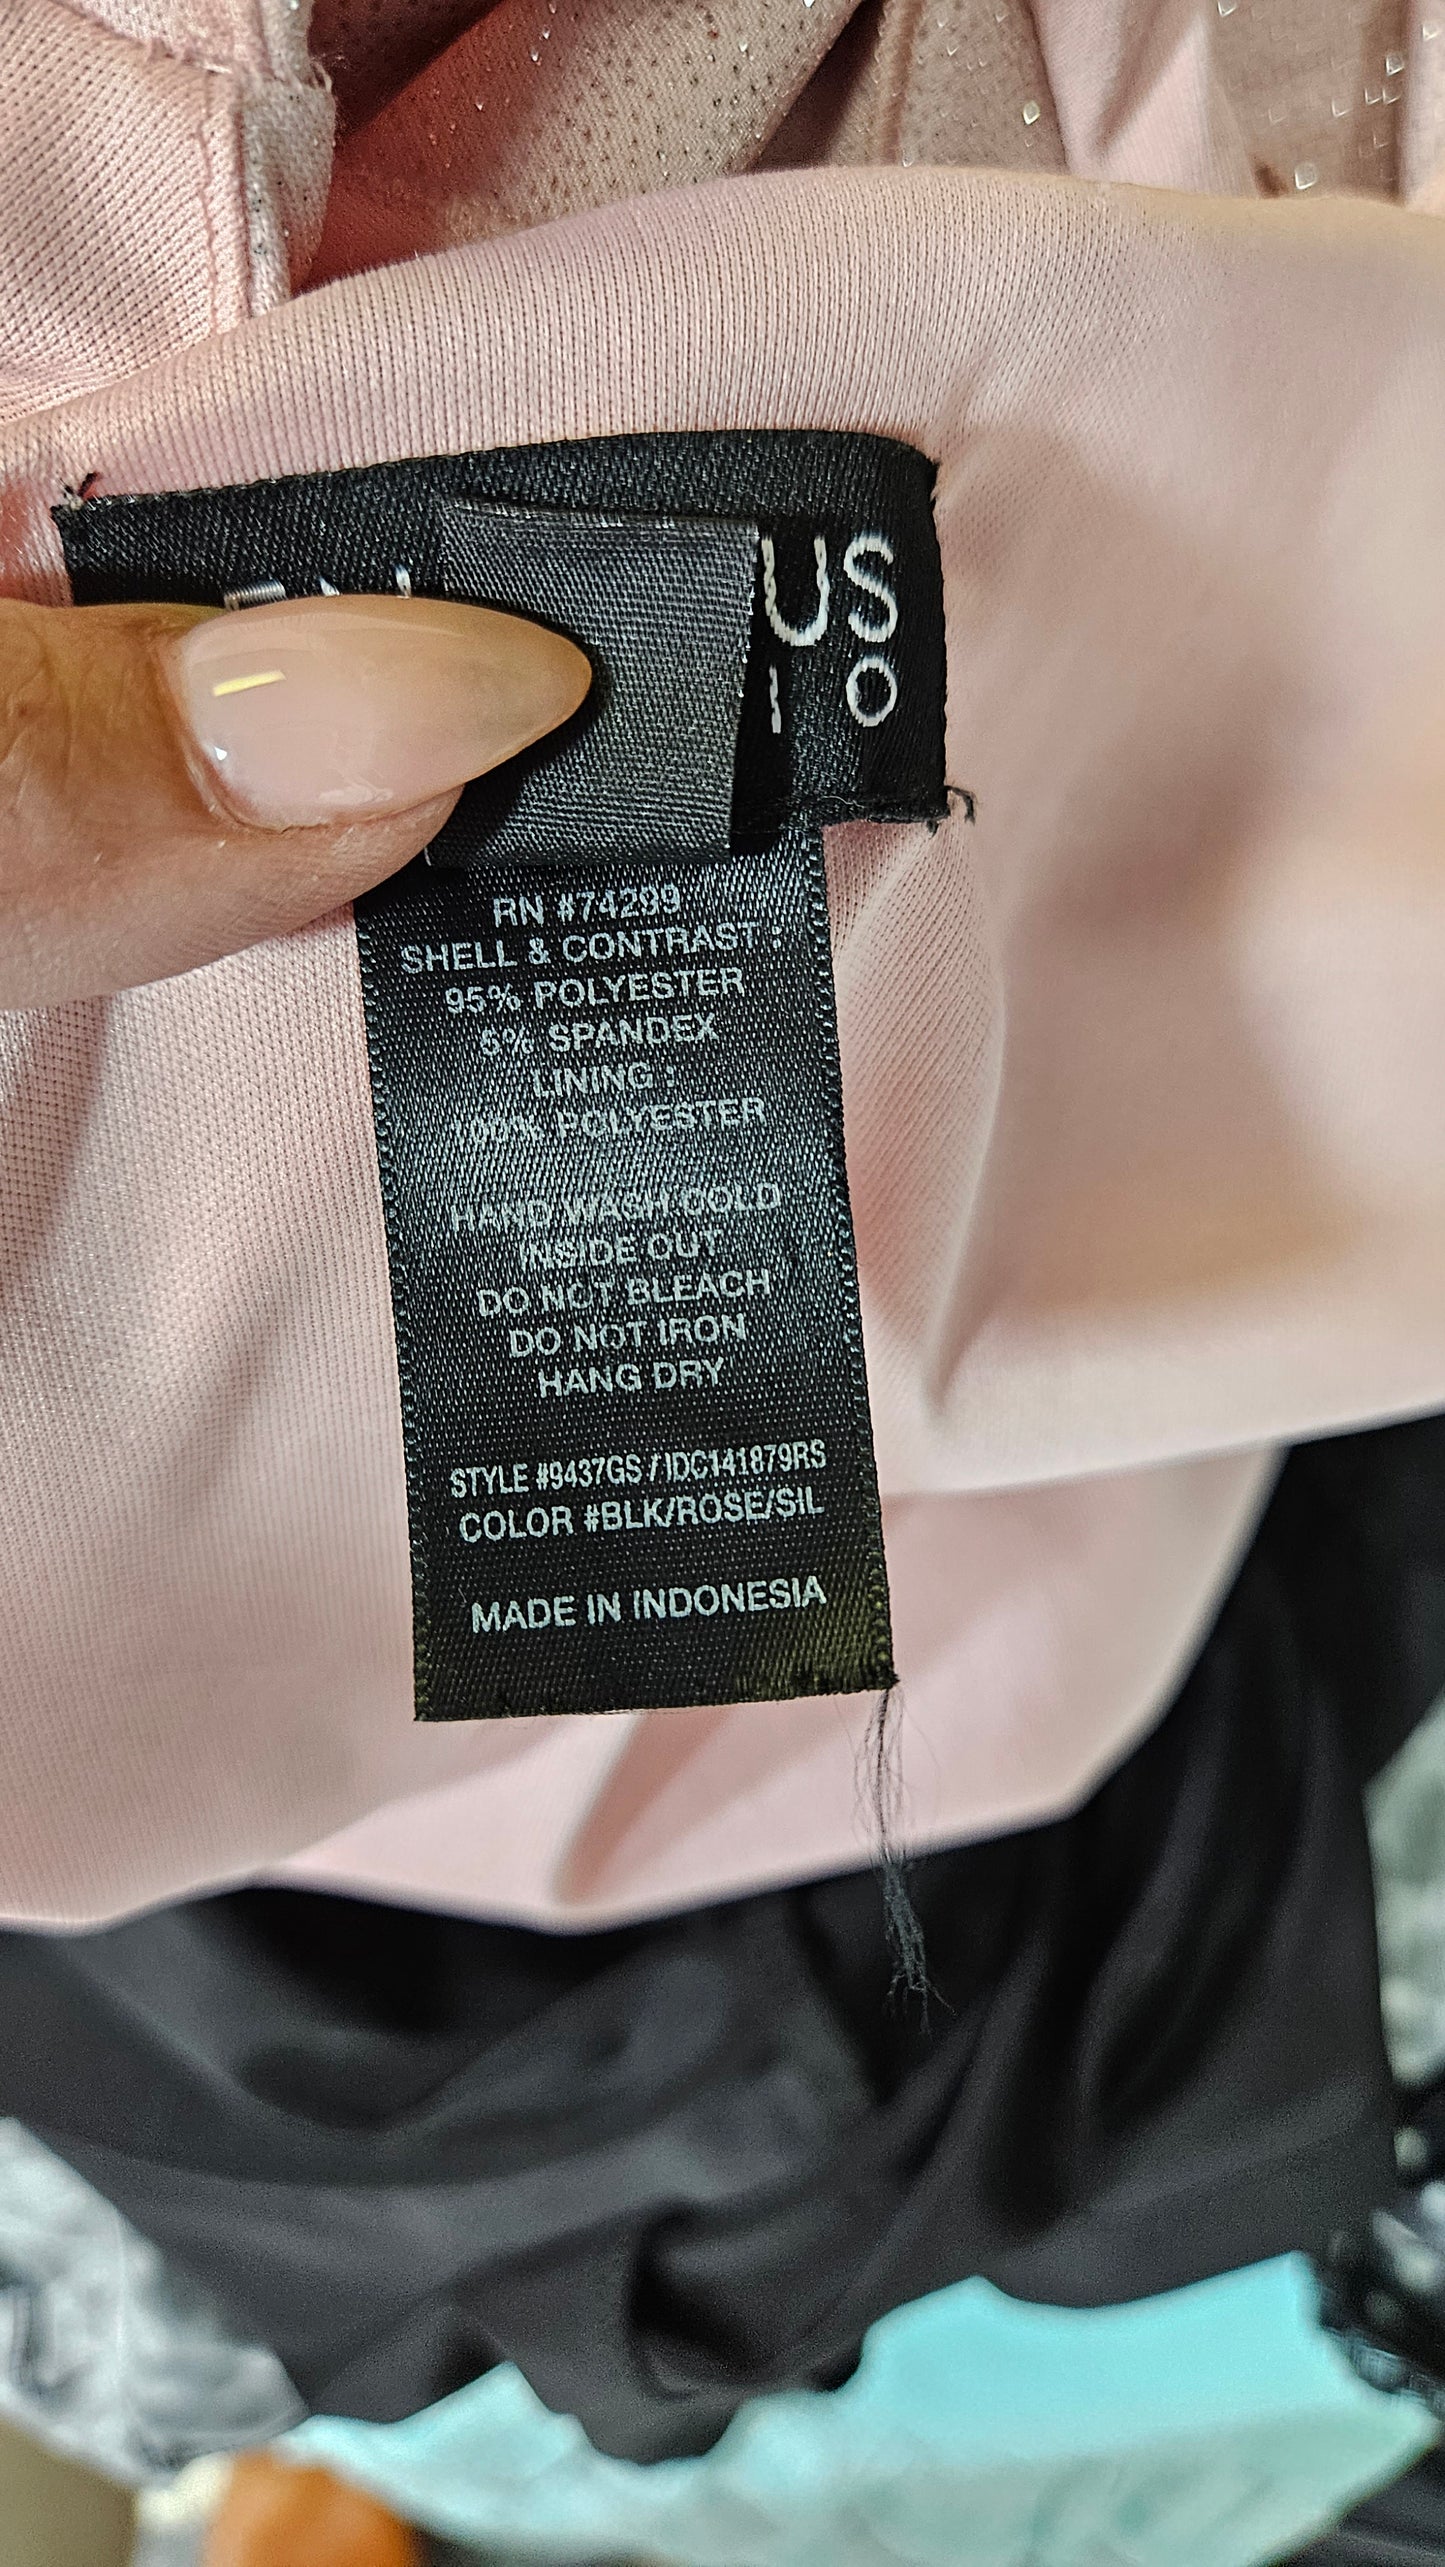 US
10
RN #74299
SHELL & CONTRAST :
95% POLYESTER
5% SPANDEX
LINING :
100% POLYESTER
HAND WASH COLD
INSIDE OUT
DO NOT BLEACH
DO NOT IRON
HANG DRY
STYLE #9437GS / IDC141879RS
COLOR #BLK/ROSE/SIL
MADE IN INDONESIA